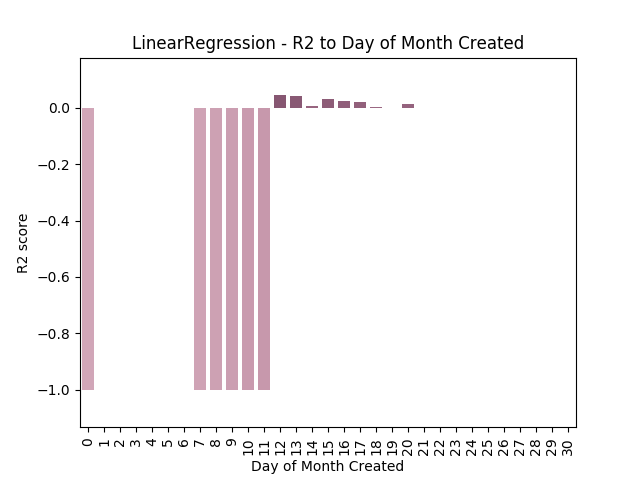 LinearRegression - R2 to Day of Month Created
R2 score
0.0
−0.2
−0.4
−0.6
−0.8
−1.0
0 1 2 3 4 5 6 7 8 9 10 11 12 13 14 15 16 17 18 19 20 21 22 23 24 25 26 27 28 29 30
Day of Month Created